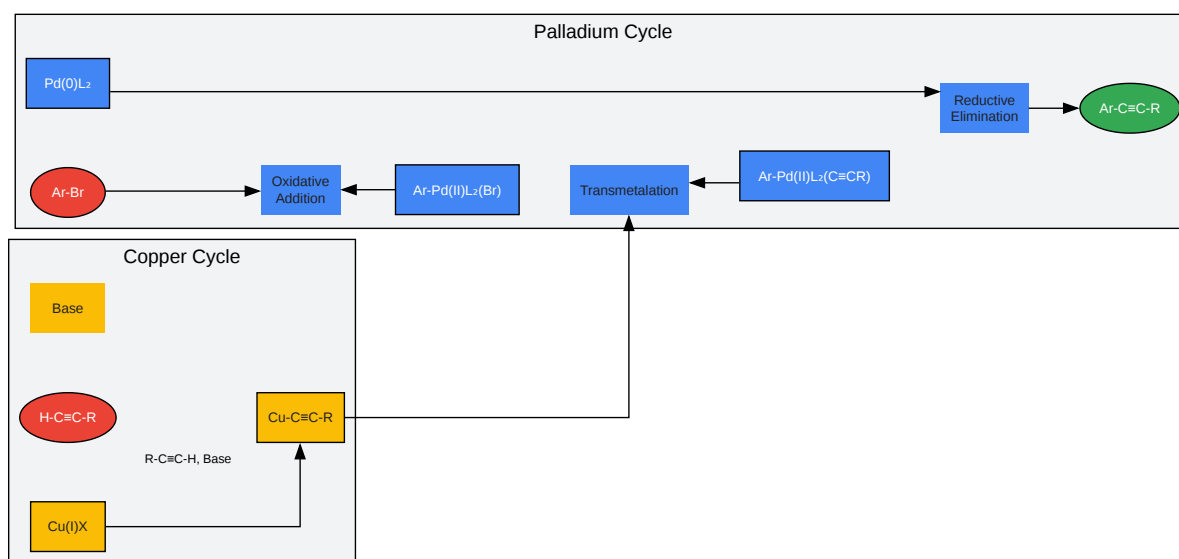 Palladium Cycle
Pd(0)L₂
Reductive
Elimination
Ar-C≡C-R
Ar-Br
Oxidative
Addition
Ar-Pd(II)L₂(Br)
Transmetalation
Ar-Pd(II)L₂(C≡CR)
Copper Cycle
Base
H-C≡C-R
Cu-C≡C-R
R-C≡C-H, Base
Cu(I)X